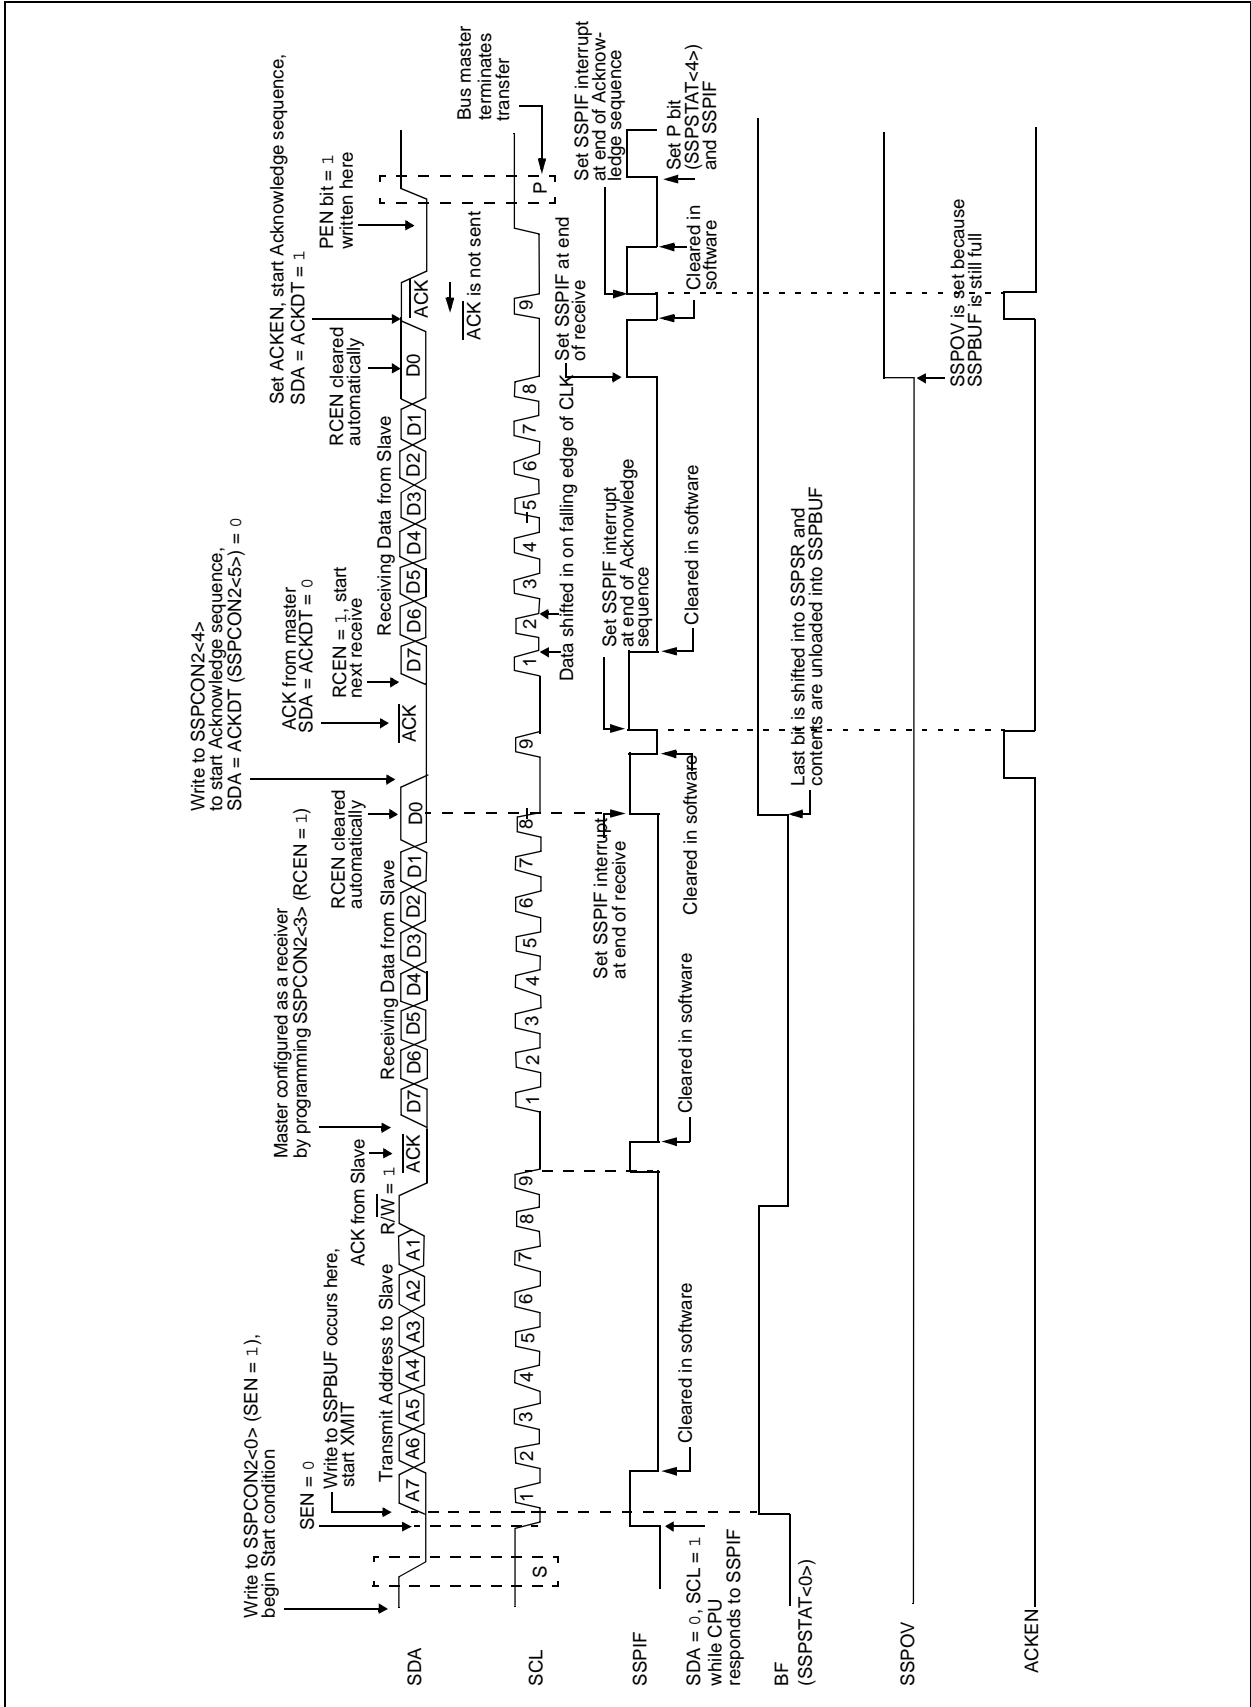 Write to SSPCON2<0> (SEN = 1),
begin Start condition
SEN = 0
Write to SSPBUF occurs here,
start XMIT
Transmit Address to Slave
R/W = 1
ACK from Slave
Master configured as a receiver
by programming SSPCON2<3> (RCEN = 1)
Receiving Data from Slave
RCEN cleared
automatically
Write to SSPCON2<4>
to start Acknowledge sequence,
SDA = ACKDT (SSPCON2<5>) = 0
ACK from master
SDA = ACKDT = 0
RCEN = 1, start
next receive
Receiving Data from Slave
RCEN cleared
automatically
Set ACKEN, start Acknowledge sequence,
SDA = ACKDT = 1
PEN bit = 1
written here
SDA
A7 A6 A5 A4 A3 A2 A1 ACK D7 D6 D5 D4 D3 D2 D1 D0 ACK D7 D6 D5 D4 D3 D2 D1 D0 ACK
ACK is not sent
Bus master
terminates
transfer
SCL
S 1 2 3 4 5 6 7 8 9 1 2 3 4 5 6 7 8 9 1 2 3 4 5 6 7 8 9 P
Data shifted in on falling edge of CLK
Set SSPIF at end
of receive
Set SSPIF interrupt
at end of Acknow-
ledge sequence
Set SSPIF interrupt
at end of receive
Set SSPIF interrupt
at end of Acknowledge
sequence
SSPIF
Cleared in software
Cleared in software
Cleared in software
Cleared in software
Cleared in
software
Set P bit
(SSPSTAT<4>)
and SSPIF
SDA = 0, SCL = 1
while CPU
responds to SSPIF
BF
(SSPSTAT<0>)
Last bit is shifted into SSPSR and
contents are unloaded into SSPBUF
SSPOV
SSPOV is set because
SSPBUF is still full
ACKEN